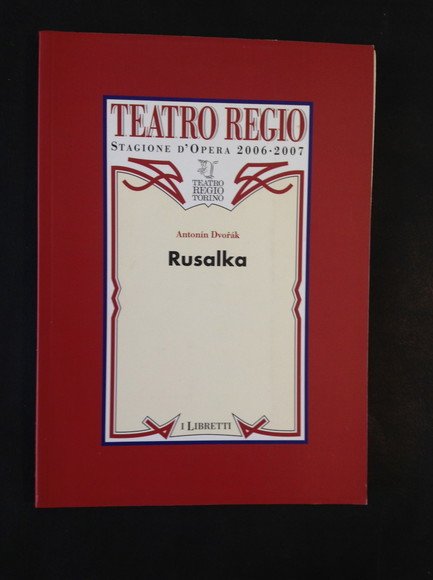 TEATRO REGIO
STAGIONE D'OPERA 2006-2007
TEATRO
REGIO
TORINO
Antonín Dvořák
Rusalka
I LIBRETTI